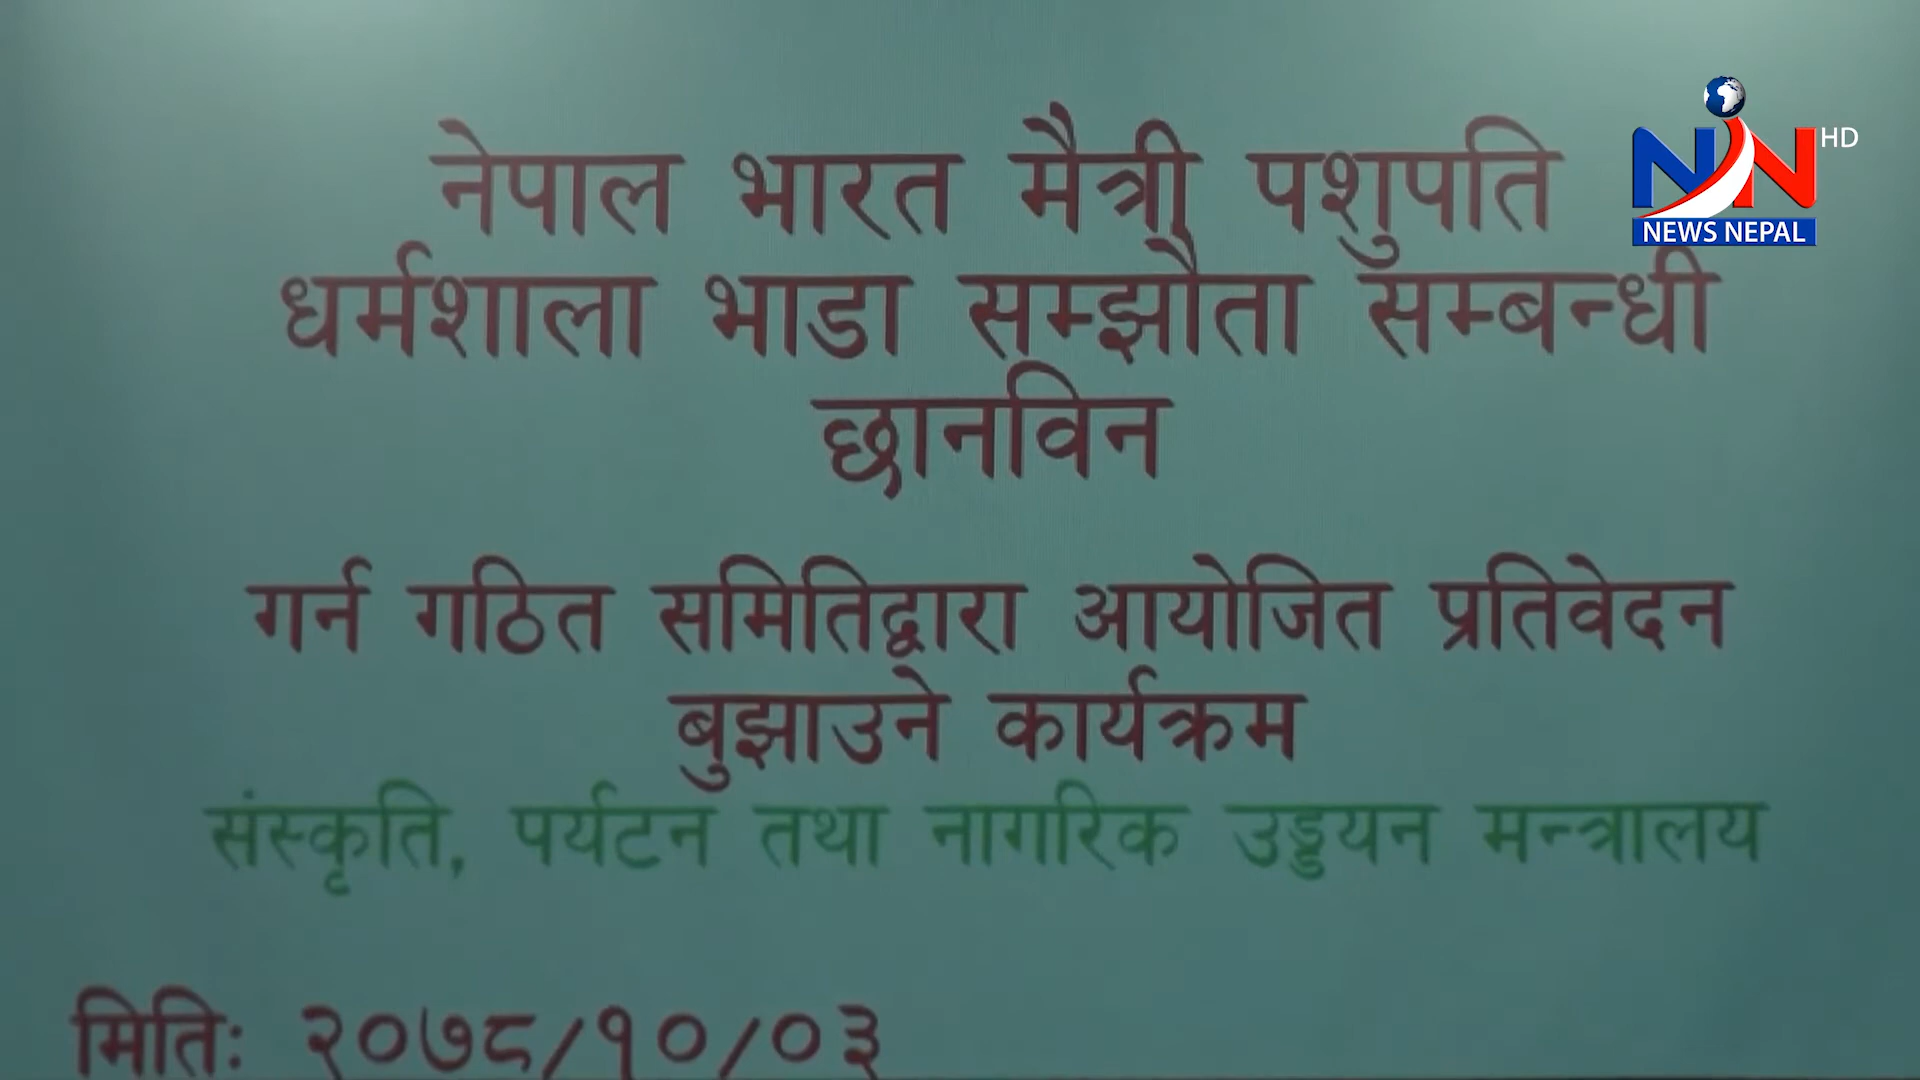 नेपाल भारत मैत्री पशुपति
धर्मशाला भाडा सम्झौता सम्बन्धी
छानविन
गर्न गठित समितिद्वारा आयोजित प्रतिवेदन
बुझाउने कार्यक्रम
संस्कृति, पर्यटन तथा नागरिक उड्डयन मन्त्रालय
मितिः २०७८/१०/०३
NN HD
NEWS NEPAL